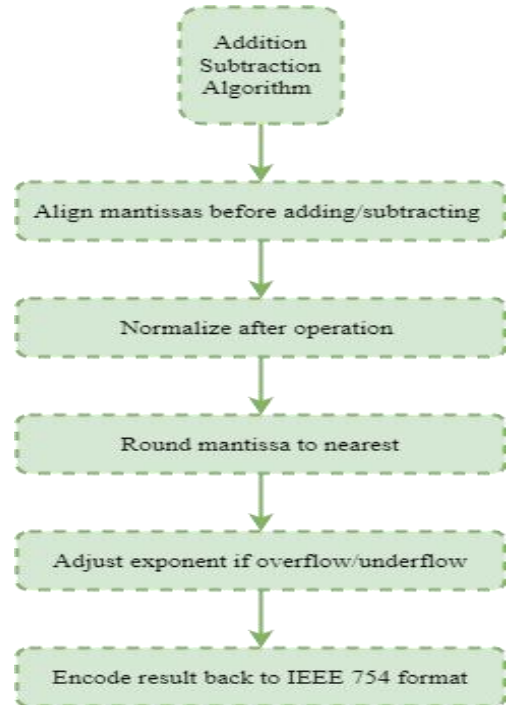 Addition
Subtraction
Algorithm
Align mantissas before adding/subtracting
Normalize after operation
Round mantissa to nearest
Adjust exponent if overflow/underflow
Encode result back to IEEE 754 format